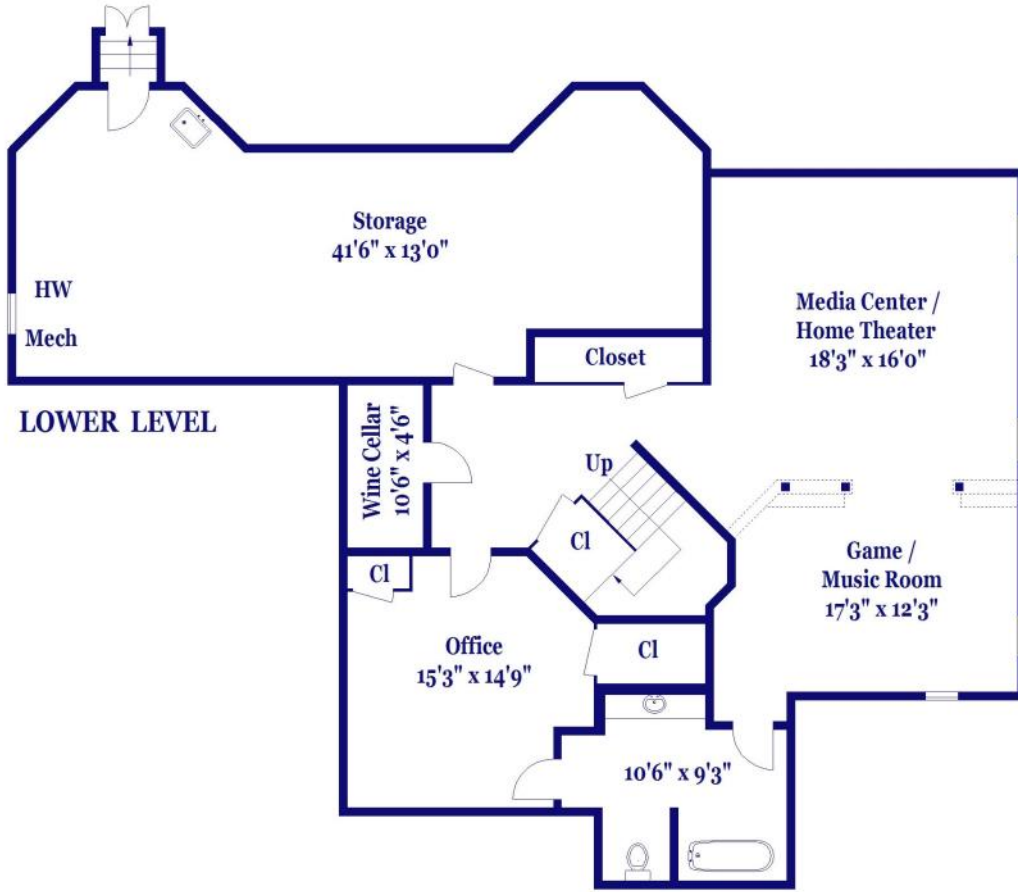 Storage
41'6" x 13'0"
HW
Mech
Media Center /
Home Theater
18'3" x 16'0"
Closet
LOWER LEVEL
Wine Cellar
10'6" x 4'6"
Up
Cl
Cl
Game /
Music Room
17'3" x 12'3"
Office
15'3" x 14'9"
Cl
10'6" x 9'3"